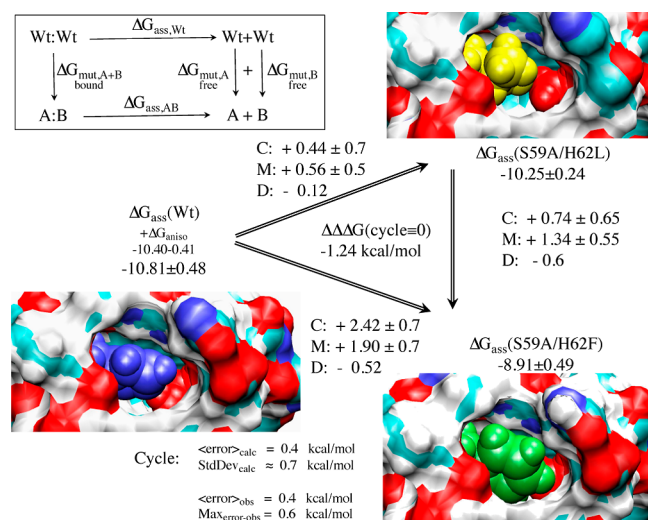 Wt:Wt ΔG_ass,Wt Wt+Wt
ΔG_mut,A+B bound ΔG_mut,A free + ΔG_mut,B free
A:B ΔG_ass,AB A + B
C: + 0.44 ± 0.7
M: + 0.56 ± 0.5
D: - 0.12
ΔG_ass(S59A/H62L)
-10.25±0.24
ΔG_ass(Wt)
+ΔG_aniso
-10.40-0.41
-10.81±0.48
ΔΔΔG(cycle≡0)
-1.24 kcal/mol
C: + 0.74 ± 0.65
M: + 1.34 ± 0.55
D: - 0.6
C: + 2.42 ± 0.7
M: + 1.90 ± 0.7
D: - 0.52
ΔG_ass(S59A/H62F)
-8.91±0.49
Cycle:
<error>_calc = 0.4 kcal/mol
StdDev_calc ≈ 0.7 kcal/mol
<error>_obs = 0.4 kcal/mol
Max_error-obs = 0.6 kcal/mol